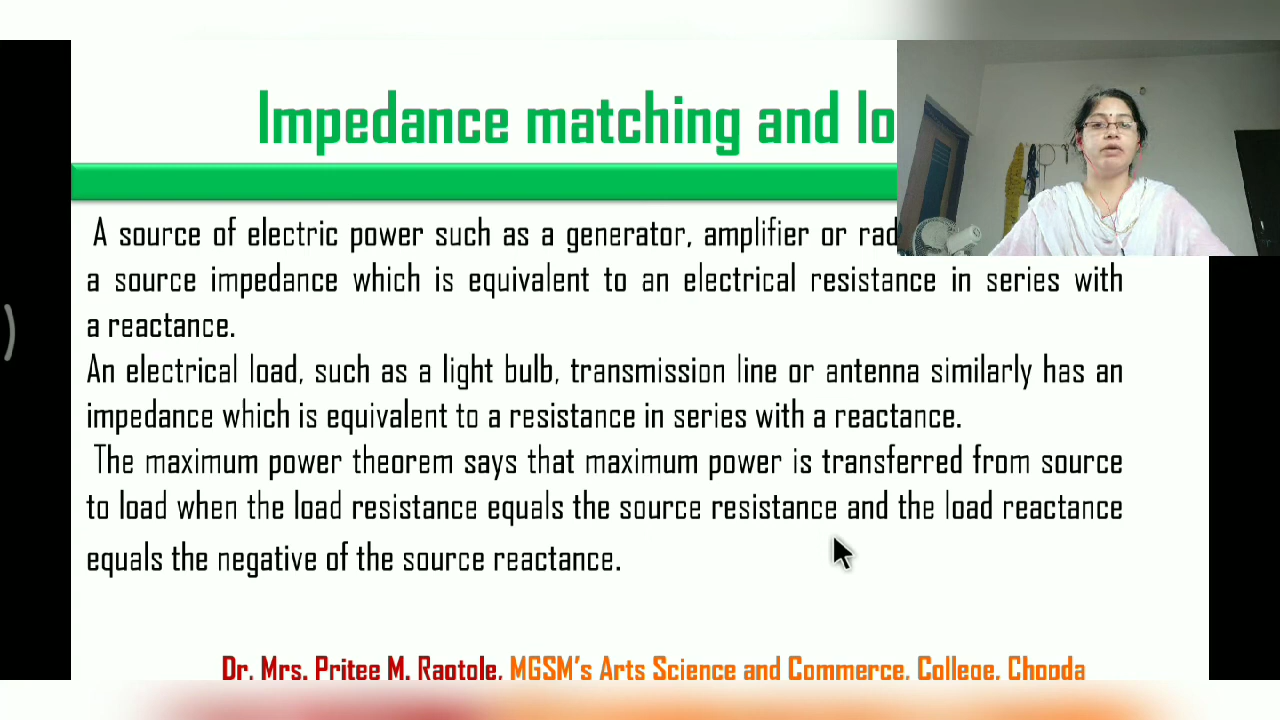 Impedance matching and lo
A source of electric power such as a generator, amplifier or rad
a source impedance which is equivalent to an electrical resistance in series with
a reactance.
An electrical load, such as a light bulb, transmission line or antenna similarly has an
impedance which is equivalent to a resistance in series with a reactance.
The maximum power theorem says that maximum power is transferred from source
to load when the load resistance equals the source resistance and the load reactance
equals the negative of the source reactance.
Dr. Mrs. Pritee M. Raotole, MGSM's Arts Science and Commerce, College, Chopda